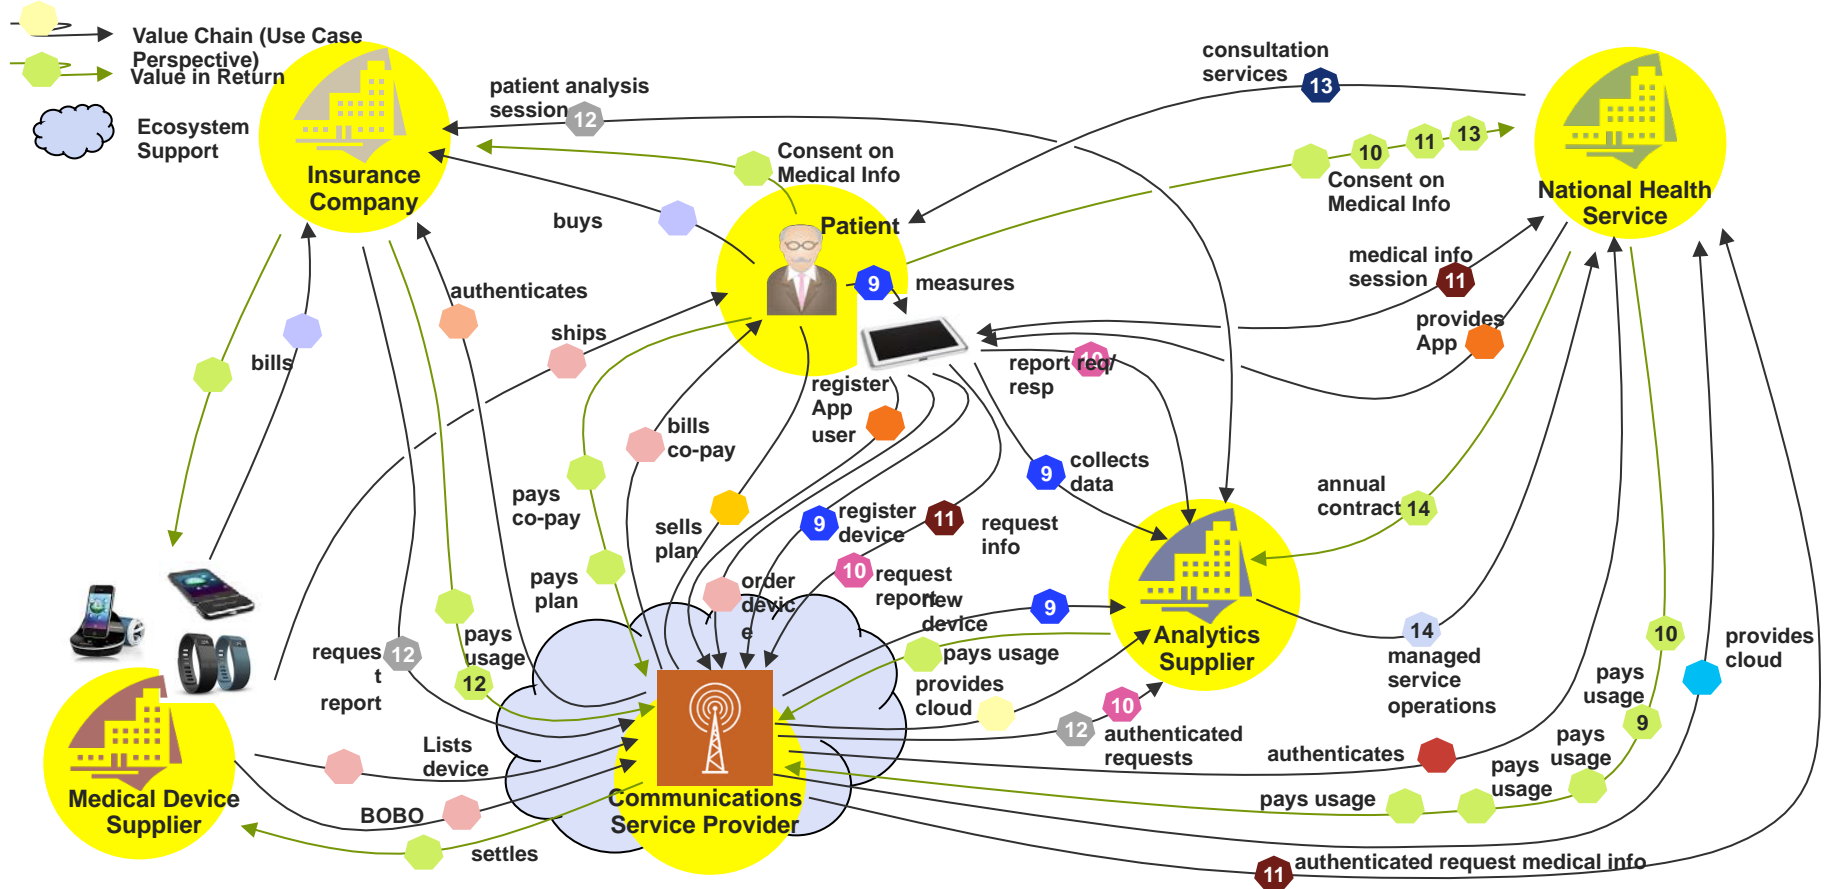 Value Chain (Use Case
Perspective)
Value in Return
Ecosystem
Support
Insurance
Company
patient analysis
session
12
Consent on
Medical Info
buys
Patient
9
measures
consultation
services
13
10
11
13
Consent on
Medical Info
National Health
Service
medical info
session
11
provides
App
authenticates
ships
bills
report req/
resp
10
register
App
user
bills
co-pay
9
collects
data
annual
contract
14
pays
co-pay
sells
plan
9
register
device
11
request
info
pays
plan
10
request
report
order
devic
e
new
device
9
Analytics
Supplier
pays usage
provides
cloud
10
12
authenticated
requests
14
managed
service
operations
10
provides
cloud
pays
usage
9
pays
usage
pays
usage
pays usage
authenticates
reques
t
report
12
pays
usage
12
Lists
device
BOBO
settles
Medical Device
Supplier
Communications
Service Provider
11
authenticated request medical info